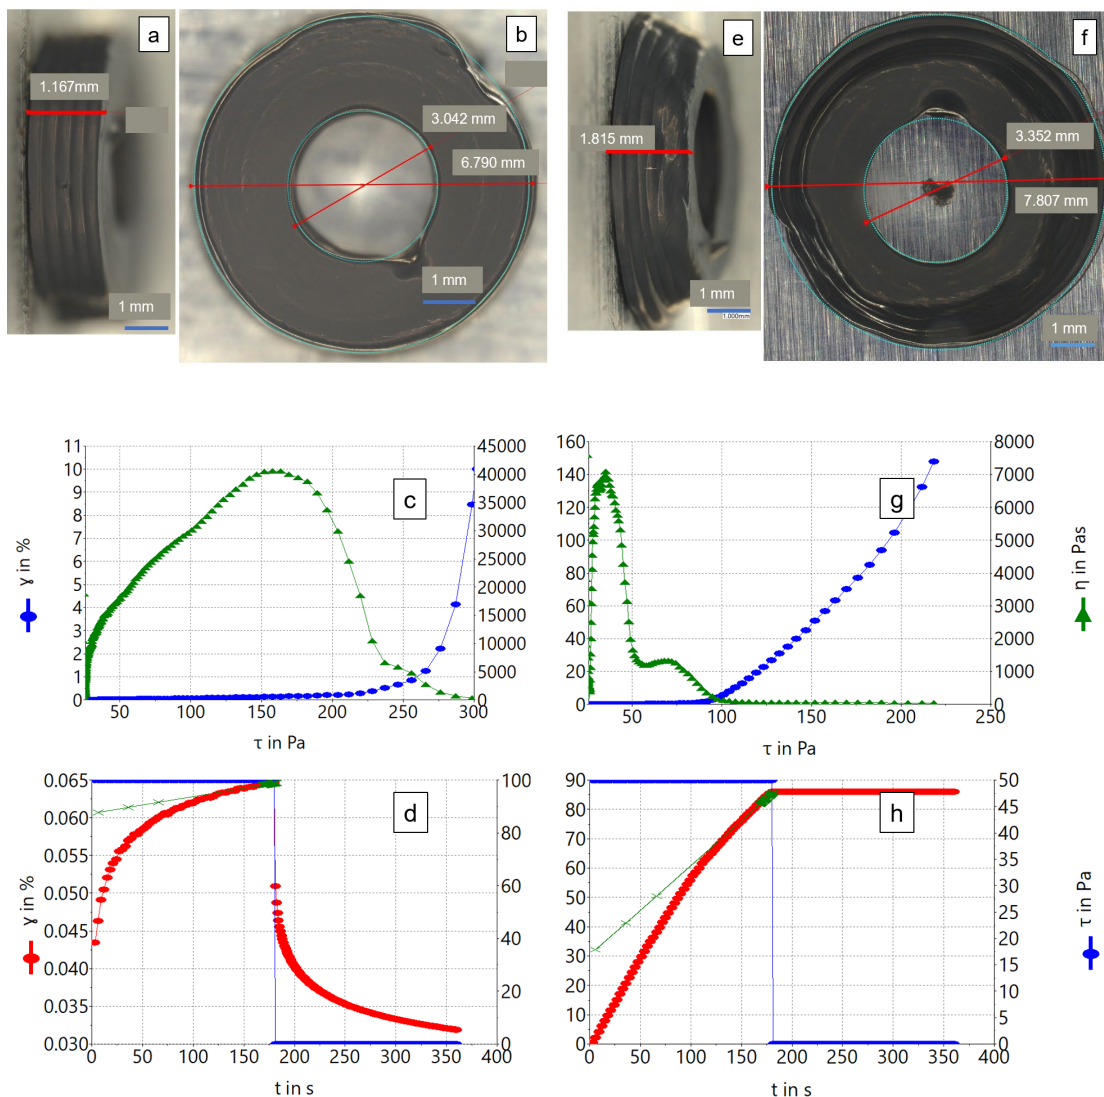 a
1.167mm
1 mm
b
3.042 mm
6.790 mm
1 mm
e
1.815 mm
1 mm
1.000mm
f
3.352 mm
7.807 mm
1 mm
c
γ in %
11
10
9
8
7
6
5
4
3
2
1
0
45000
40000
35000
30000
25000
20000
15000
10000
5000
0
50 100 150 200 250 300
τ in Pa
g
160
140
120
100
80
60
40
20
0
8000
7000
6000
5000
4000
3000
2000
1000
0
η in Pas
50 100 150 200 250
τ in Pa
d
γ in %
0.065
0.060
0.055
0.050
0.045
0.040
0.035
0.030
100
80
60
40
20
0
0 50 100 150 200 250 300 350 400
t in s
h
90
80
70
60
50
40
30
20
10
0
50
45
40
35
30
25
20
15
10
5
0
τ in Pa
0 50 100 150 200 250 300 350 400
t in s